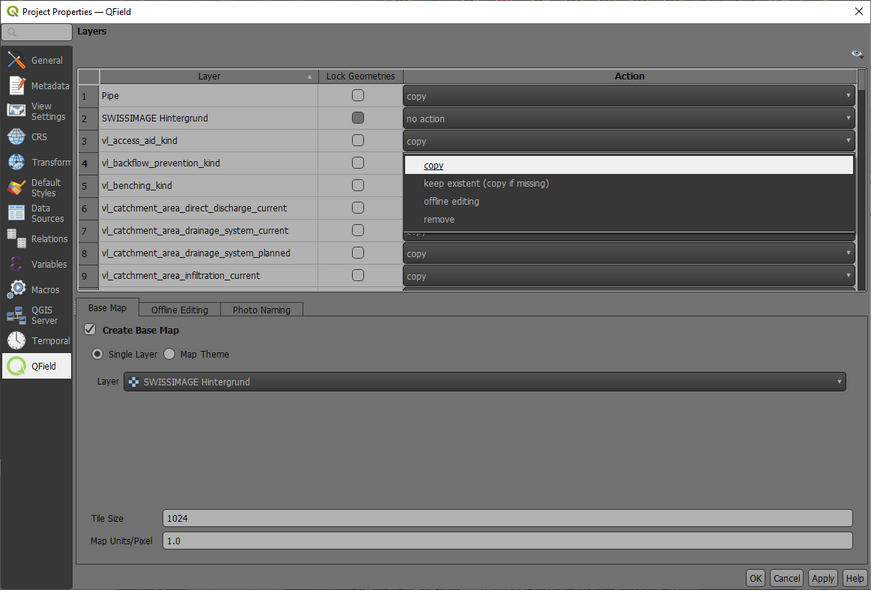 Project Properties — QField
Layers
General
Metadata
View
Settings
CRS
Transform
Default
Styles
Data
Sources
Relations
Variables
Macros
QGIS
Server
Temporal
QField
Layer Lock Geometries Action
1 Pipe copy
2 SWISSIMAGE Hintergrund no action
3 vl_access_aid_kind copy
4 vl_backflow_prevention_kind copy
5 vl_benching_kind keep existent (copy if missing)
offline editing
6 vl_catchment_area_direct_discharge_current
remove
7 vl_catchment_area_drainage_system_current copy
8 vl_catchment_area_drainage_system_planned copy
9 vl_catchment_area_infiltration_current copy
Base Map Offline Editing Photo Naming
Create Base Map
Single Layer Map Theme
Layer SWISSIMAGE Hintergrund
Tile Size 1024
Map Units/Pixel 1.0
OK Cancel Apply Help